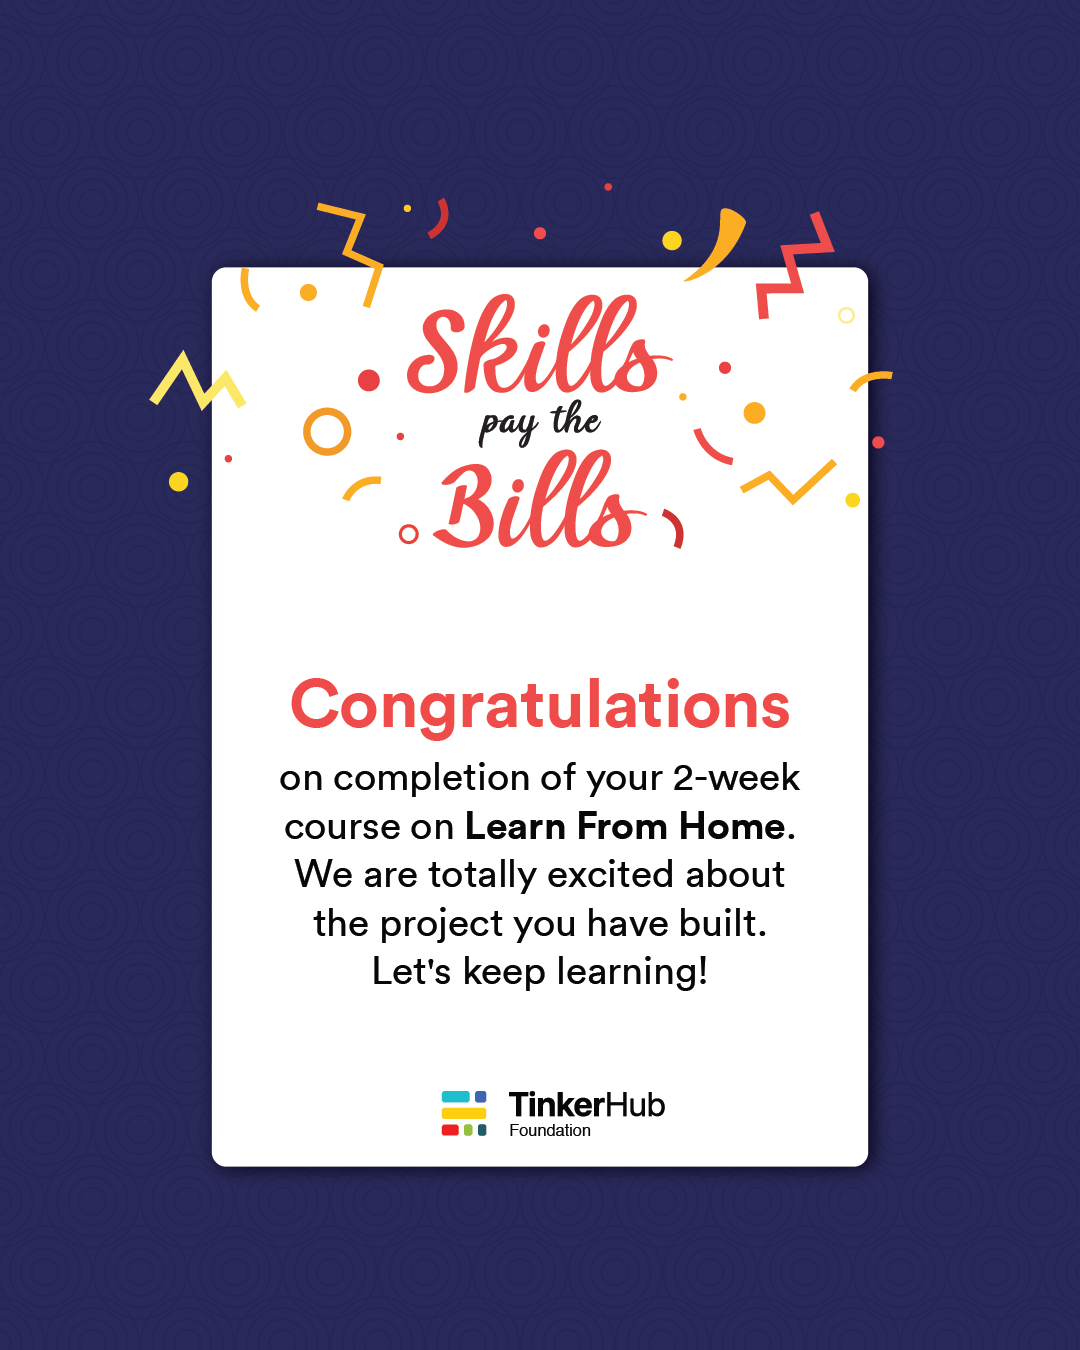 Skills
pay the
Bills
Congratulations
on completion of your 2-week
course on Learn From Home.
We are totally excited about
the project you have built.
Let's keep learning!
TinkerHub
Foundation